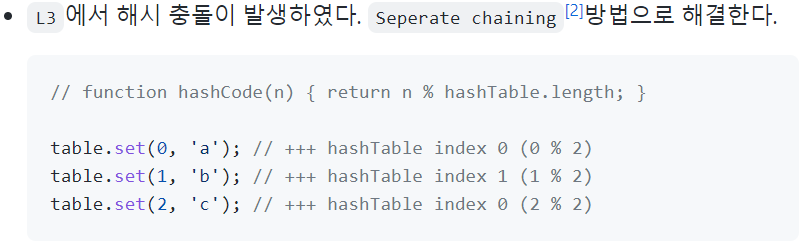 L3에서 해시 충돌이 발생하였다. Seperate chaining[2]방법으로 해결한다.
// function hashCode(n) { return n % hashTable.length; }
table.set(0, 'a'); // +++ hashTable index 0 (0 % 2)
table.set(1, 'b'); // +++ hashTable index 1 (1 % 2)
table.set(2, 'c'); // +++ hashTable index 0 (2 % 2)